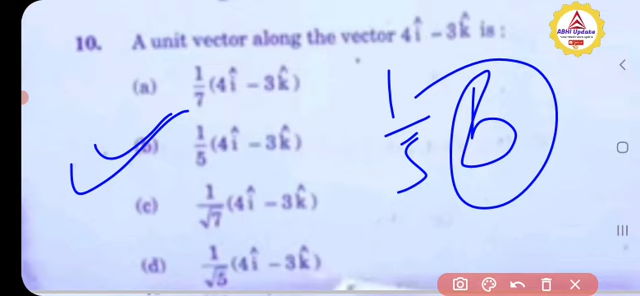 10. A unit vector along the vector 4î − 3k̂ is :
ABHI Update
(a) 1/7 (4î − 3k̂)
(b) 1/5 (4î − 3k̂)
(c) 1/√7 (4î − 3k̂)
(d) 1/√5 (4î − 3k̂)
1/5 B